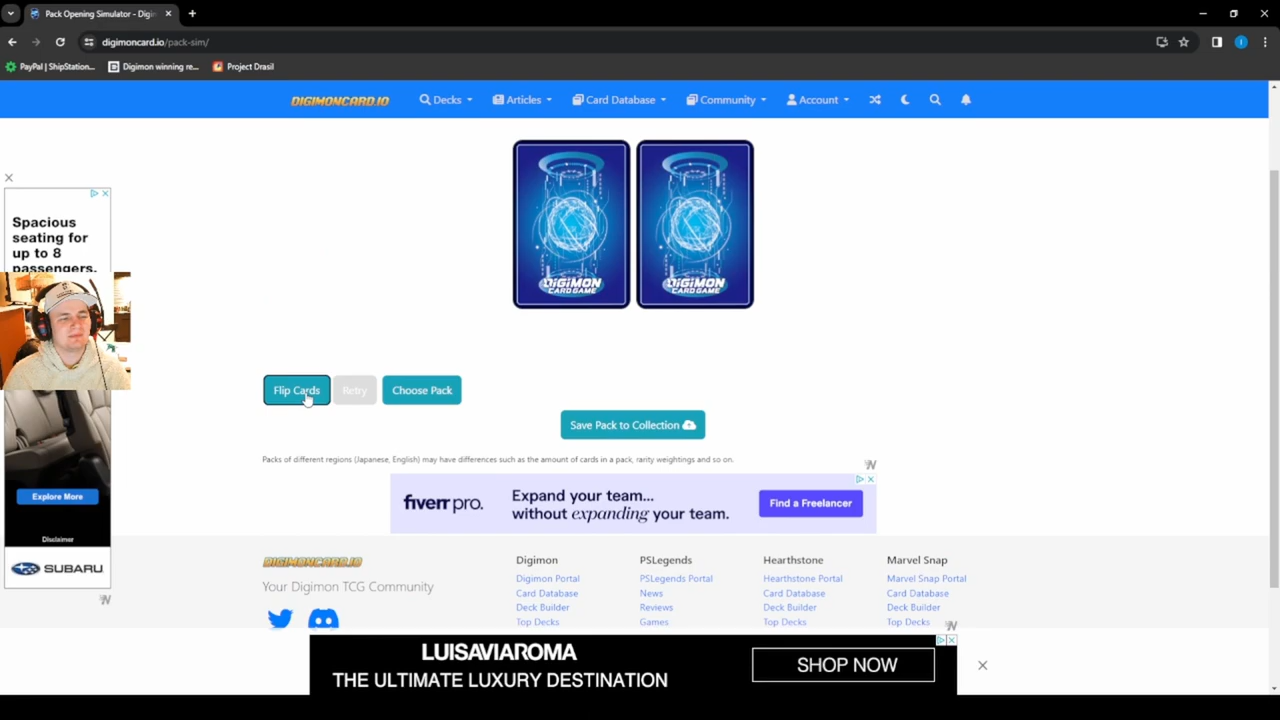 Pack Opening Simulator - Digi
digimoncard.io/pack-sim/
PayPal | ShipStation...
Digimon winning re...
Project Drasil
DIGIMONCARD.IO
Decks
Articles
Card Database
Community
Account
Spacious
seating for
up to 8
passengers.
DIGIMON
CARD GAME
DIGIMON
CARD GAME
Flip Cards
Retry
Choose Pack
Save Pack to Collection
Packs of different regions (Japanese, English) may have differences such as the amount of cards in a pack, rarity weightings and so on.
Explore More
Disclaimer
SUBARU
fiverr pro.
Expand your team...
without expanding your team.
Find a Freelancer
DIGIMONCARD.IO
Your Digimon TCG Community
Digimon
Digimon Portal
Card Database
Deck Builder
Top Decks
PSLegends
PSLegends Portal
News
Reviews
Games
Hearthstone
Hearthstone Portal
Card Database
Deck Builder
Top Decks
Marvel Snap
Marvel Snap Portal
Card Database
Deck Builder
Top Decks
LUISAVIAROMA
THE ULTIMATE LUXURY DESTINATION
SHOP NOW